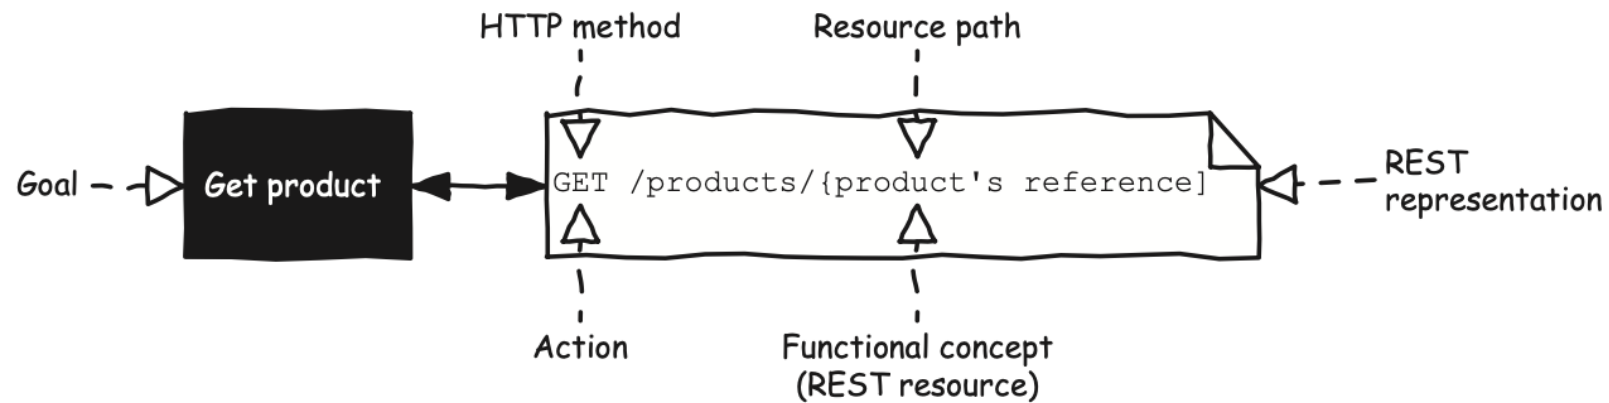 HTTP method
Resource path
Goal
Get product
GET /products/{product's reference]
REST
representation
Action
Functional concept
(REST resource)